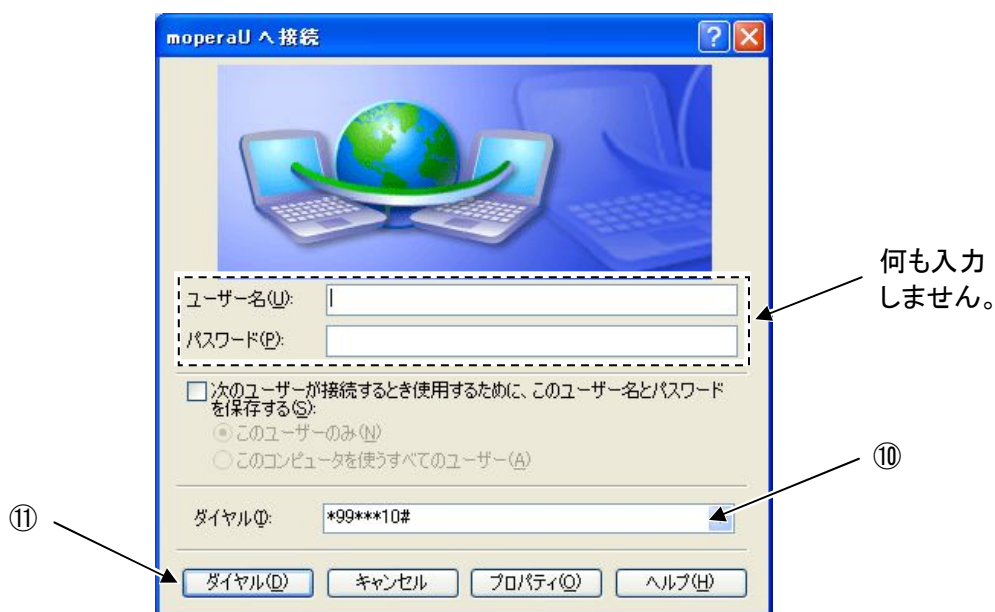 moperaU へ接続
ユーザー名(U):
パスワード(P):
何も入力
しません。
次のユーザーが接続するとき使用するために、このユーザー名とパスワード
を保存する(S):
このユーザーのみ(N)
このコンピュータを使うすべてのユーザー(A)
⑩
ダイヤル(I):
*99***10#
⑪
ダイヤル(D)
キャンセル
プロパティ(O)
ヘルプ(H)